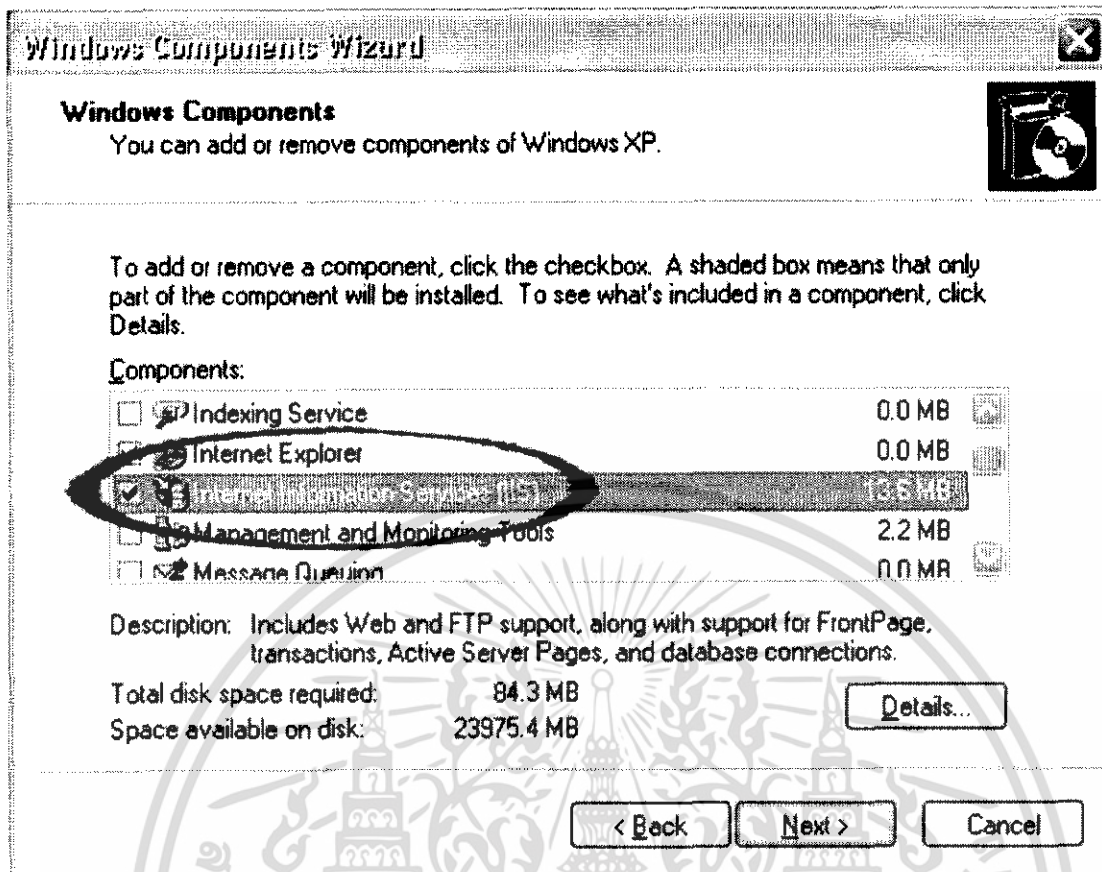 Windows Components Wizard
Windows Components
You can add or remove components of Windows XP.
To add or remove a component, click the checkbox. A shaded box means that only
part of the component will be installed. To see what's included in a component, click
Details.
Components:
Indexing Service 0.0 MB
Internet Explorer 0.0 MB
Internet Information Services (IIS) 13.6 MB
Management and Monitoring Tools 2.2 MB
Message Queuing 0.0 MB
Description: Includes Web and FTP support, along with support for FrontPage,
transactions, Active Server Pages, and database connections.
Total disk space required: 84.3 MB
Space available on disk: 23975.4 MB
Details...
< Back Next > Cancel